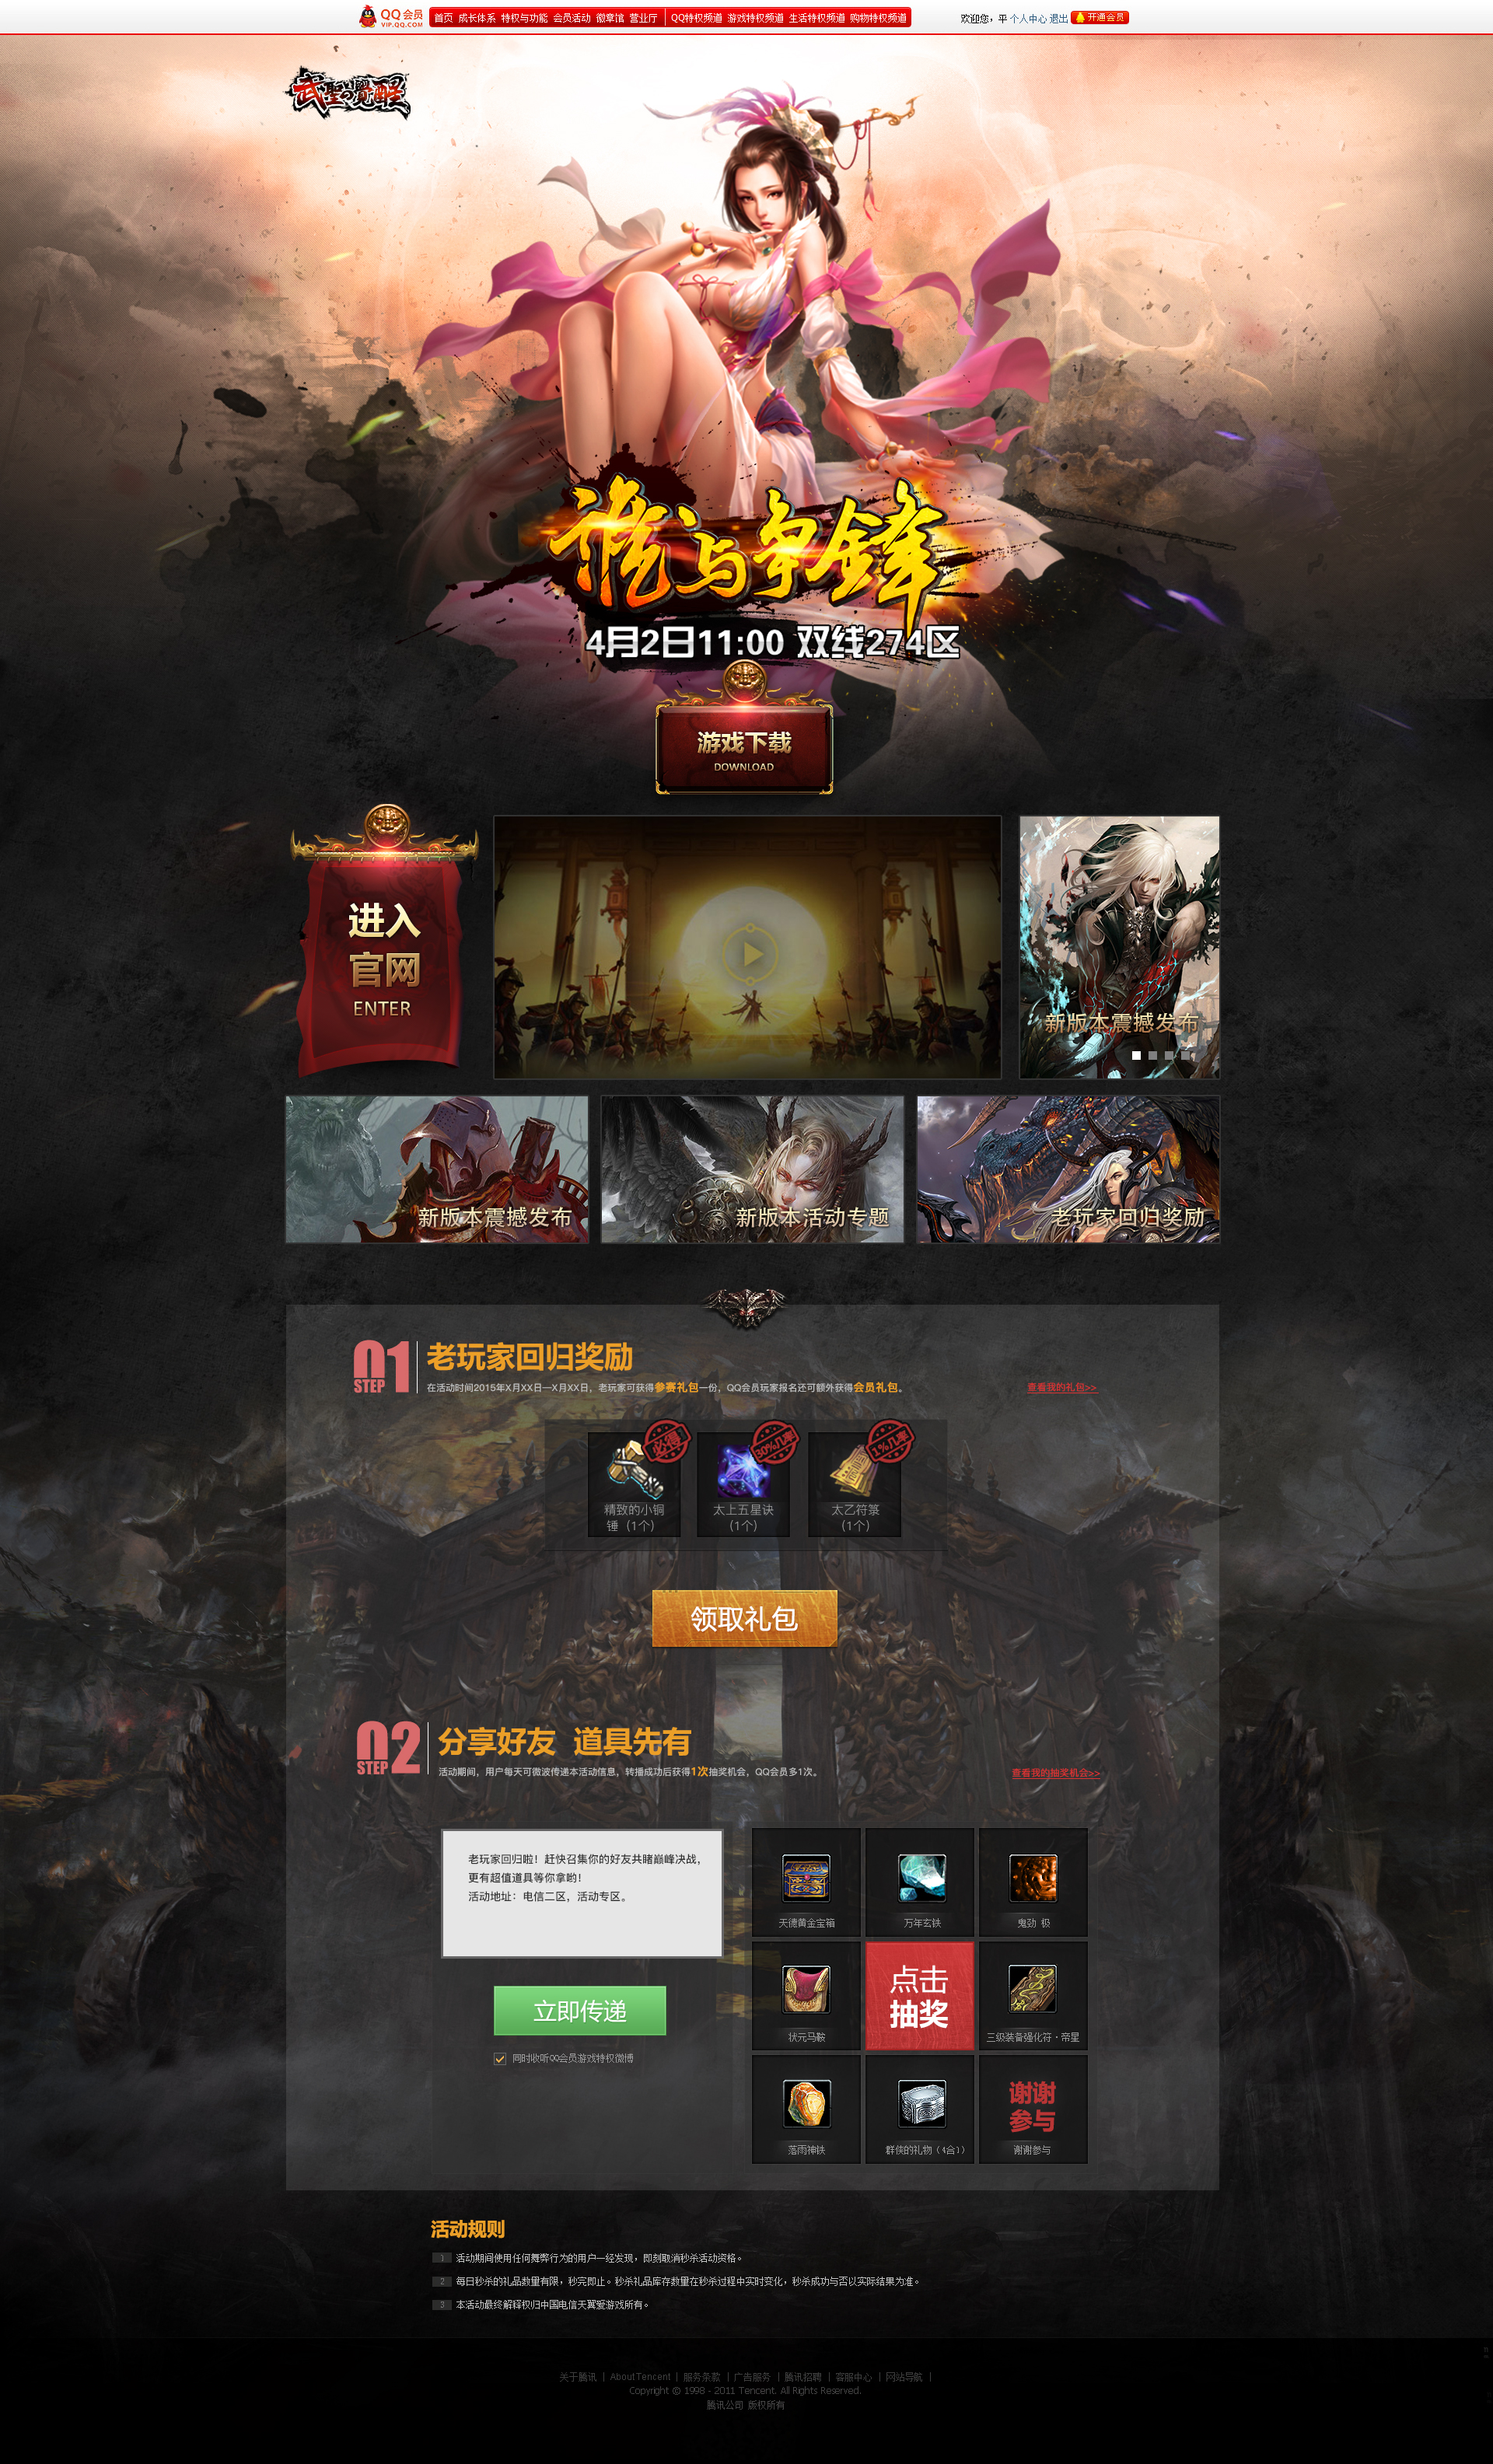 QQ会员
VIP.QQ.COM
首页 成长体系 特权与功能 会员活动 徽章馆 营业厅 QQ特权频道 游戏特权频道 生活特权频道 购物特权频道
欢迎您，平 个人中心 退出 开通会员
武聖の覚醒
谁与争锋
4月2日11:00 双线274区
游戏下载
DOWNLOAD
进入
官网
ENTER
新版本震撼发布
新版本震撼发布
新版本活动专题
老玩家回归奖励
01
STEP
老玩家回归奖励
在活动时间2015年X月XX日—X月XX日，老玩家可获得参赛礼包一份，QQ会员玩家报名还可额外获得会员礼包。
查看我的礼包>>
必得
30%几率
1%几率
精致的小铜
锤（1个）
太上五星诀
（1个）
太乙符箓
（1个）
领取礼包
02
STEP
分享好友 道具先有
活动期间，用户每天可微波传递本活动信息，转播成功后获得1次抽奖机会，QQ会员多1次。
查看我的抽奖机会>>
老玩家回归啦！赶快召集你的好友共睹巅峰决战，
更有超值道具等你拿哟！
活动地址：电信二区，活动专区。
立即传递
同时收听QQ会员游戏特权微博
天德黄金宝箱
万年玄铁
鬼劲 极
状元马鞍
点击
抽奖
三级装备强化符·帝星
落雨神铁
群侠的礼物（4合1）
谢谢
参与
谢谢参与
活动规则
1 活动期间使用任何舞弊行为的用户一经发现，即刻取消秒杀活动资格。
2 每日秒杀的礼品数量有限，秒完即止。秒杀礼品库存数量在秒杀过程中实时变化，秒杀成功与否以实际结果为准。
3 本活动最终解释权归中国电信天翼爱游戏所有。
关于腾讯 | About Tencent | 服务条款 | 广告服务 | 腾讯招聘 | 客服中心 | 网站导航 |
Copyright © 1998 - 2011 Tencent. All Rights Reserved.
腾讯公司 版权所有